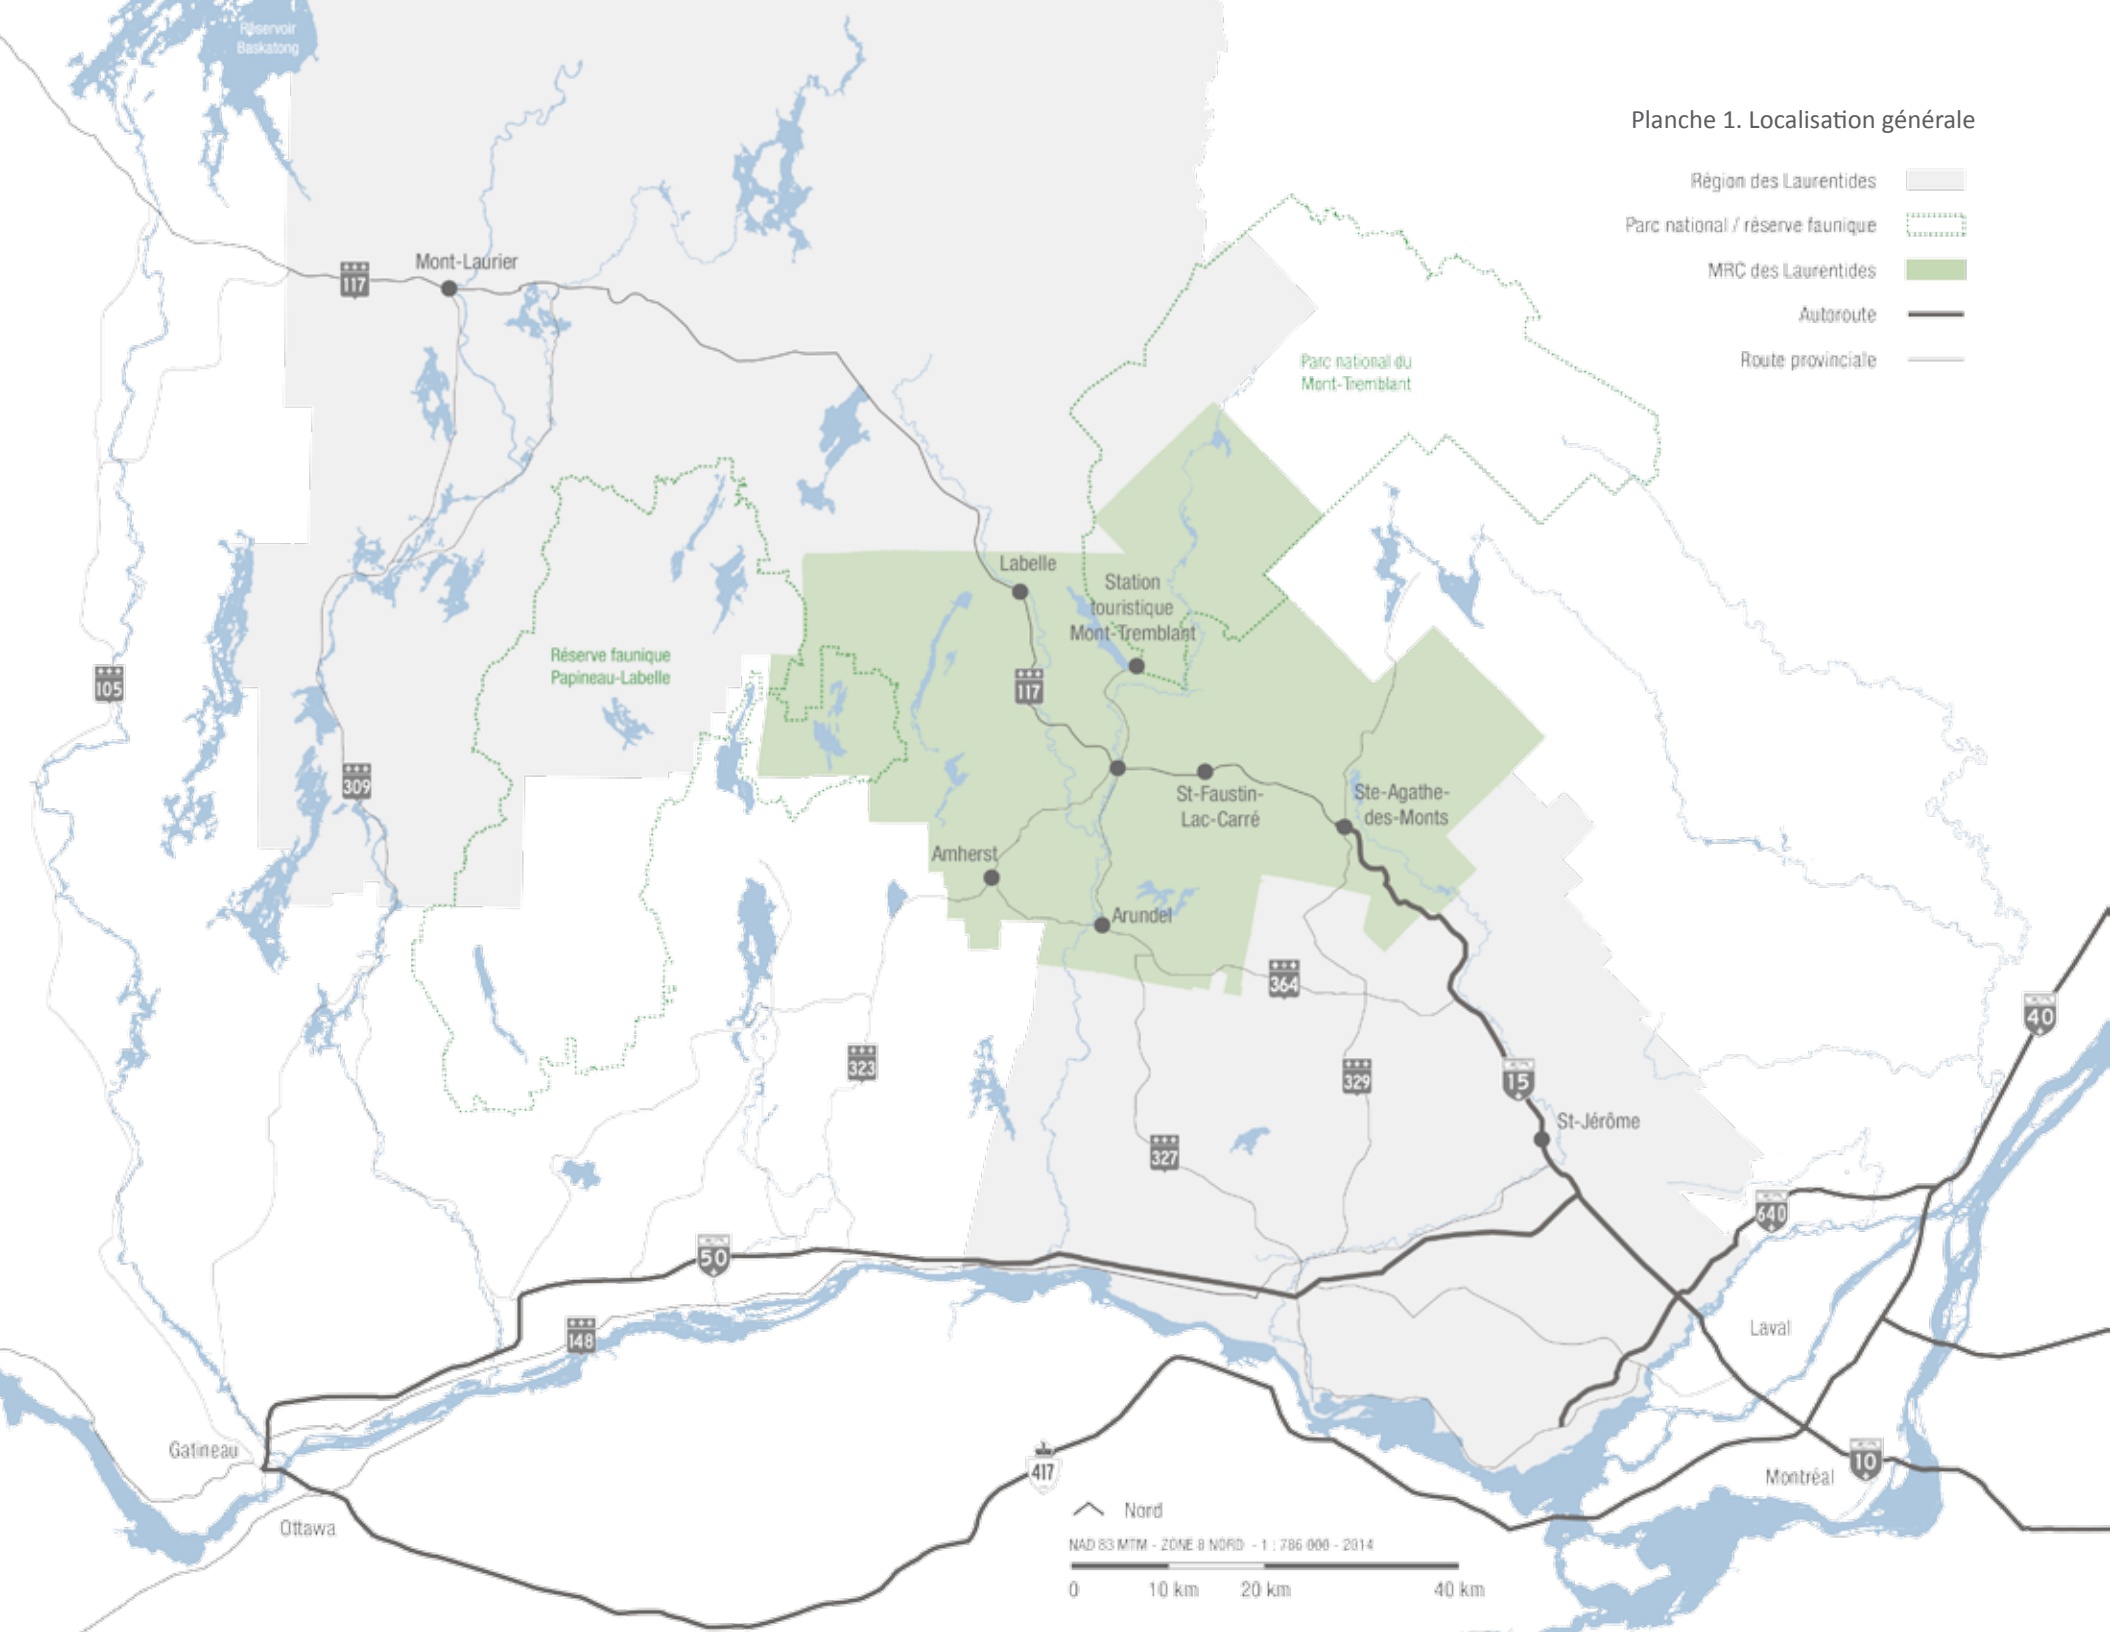 Réservoir
Baskatong
Planche 1. Localisation générale
Région des Laurentides
Parc national / réserve faunique
MRC des Laurentides
Autoroute
Route provinciale
Mont-Laurier
117
Parc national du
Mont-Tremblant
Labelle
Station
touristique
Mont-Tremblant
Réserve faunique
Papineau-Labelle
105
117
309
St-Faustin-
Lac-Carré
Ste-Agathe-
des-Monts
Amherst
Arundel
364
40
323
329
15
St-Jérôme
327
640
50
148
Laval
Gatineau
417
10
Montréal
Ottawa
Nord
NAD 83 MTM - ZONE 8 NORD - 1 : 786 000 - 2014
0 10 km 20 km 40 km